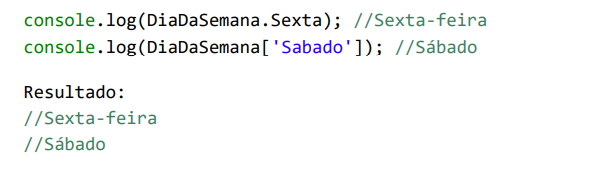 console.log(DiaDaSemana.Sexta); //Sexta-feira
console.log(DiaDaSemana['Sabado']); //Sábado
Resultado:
//Sexta-feira
//Sábado